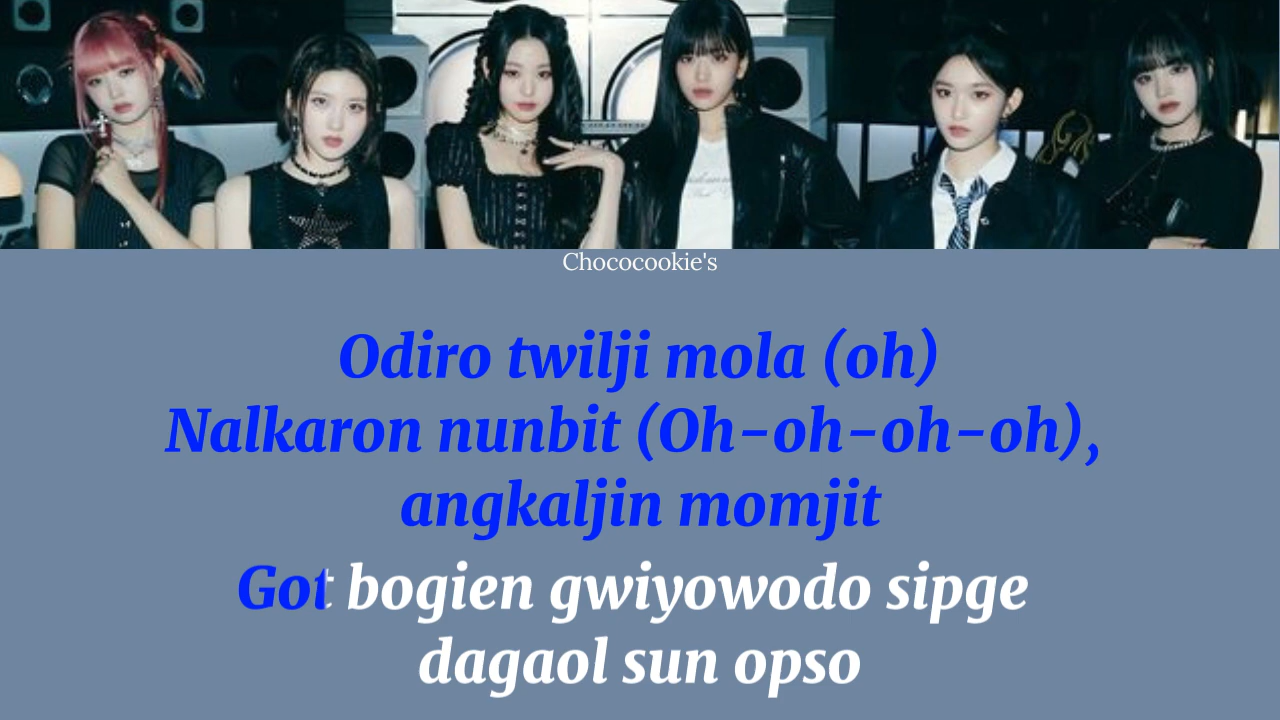 Chococookie's
Odiro twilji mola (oh)
Nalkaron nunbit (Oh-oh-oh-oh),
angkaljin momjit
Got bogien gwiyowodo sipge
dagaol sun opso